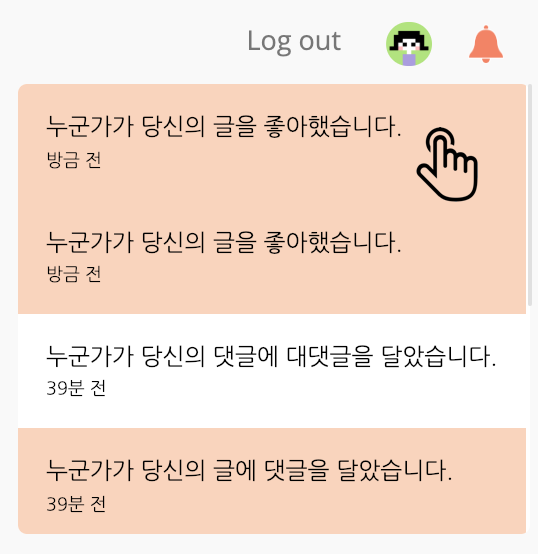 Log out
누군가가 당신의 글을 좋아했습니다.
방금 전
누군가가 당신의 글을 좋아했습니다.
방금 전
누군가가 당신의 댓글에 대댓글을 달았습니다.
39분 전
누군가가 당신의 글에 댓글을 달았습니다.
39분 전